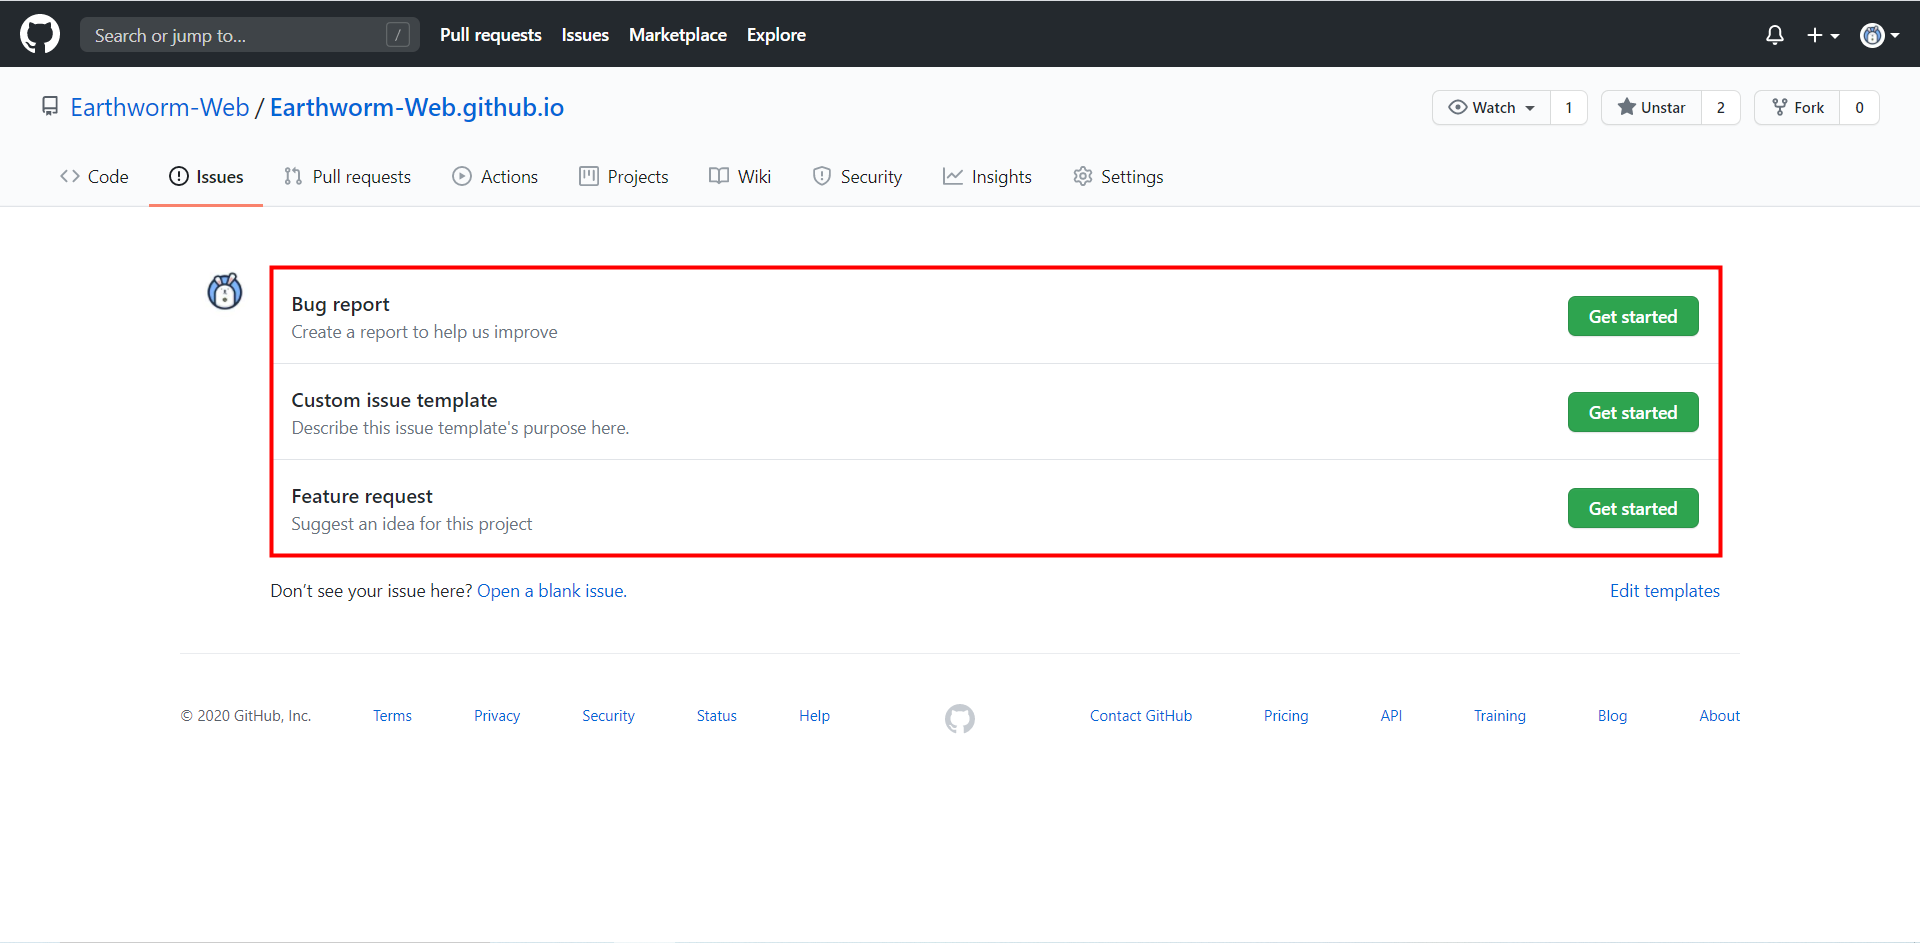 Search or jump to... / Pull requests Issues Marketplace Explore
Earthworm-Web / Earthworm-Web.github.io Watch 1 Unstar 2 Fork 0
Code Issues Pull requests Actions Projects Wiki Security Insights Settings
Bug report
Create a report to help us improve
Get started
Custom issue template
Describe this issue template's purpose here.
Get started
Feature request
Suggest an idea for this project
Get started
Don’t see your issue here? Open a blank issue. Edit templates
© 2020 GitHub, Inc. Terms Privacy Security Status Help Contact GitHub Pricing API Training Blog About